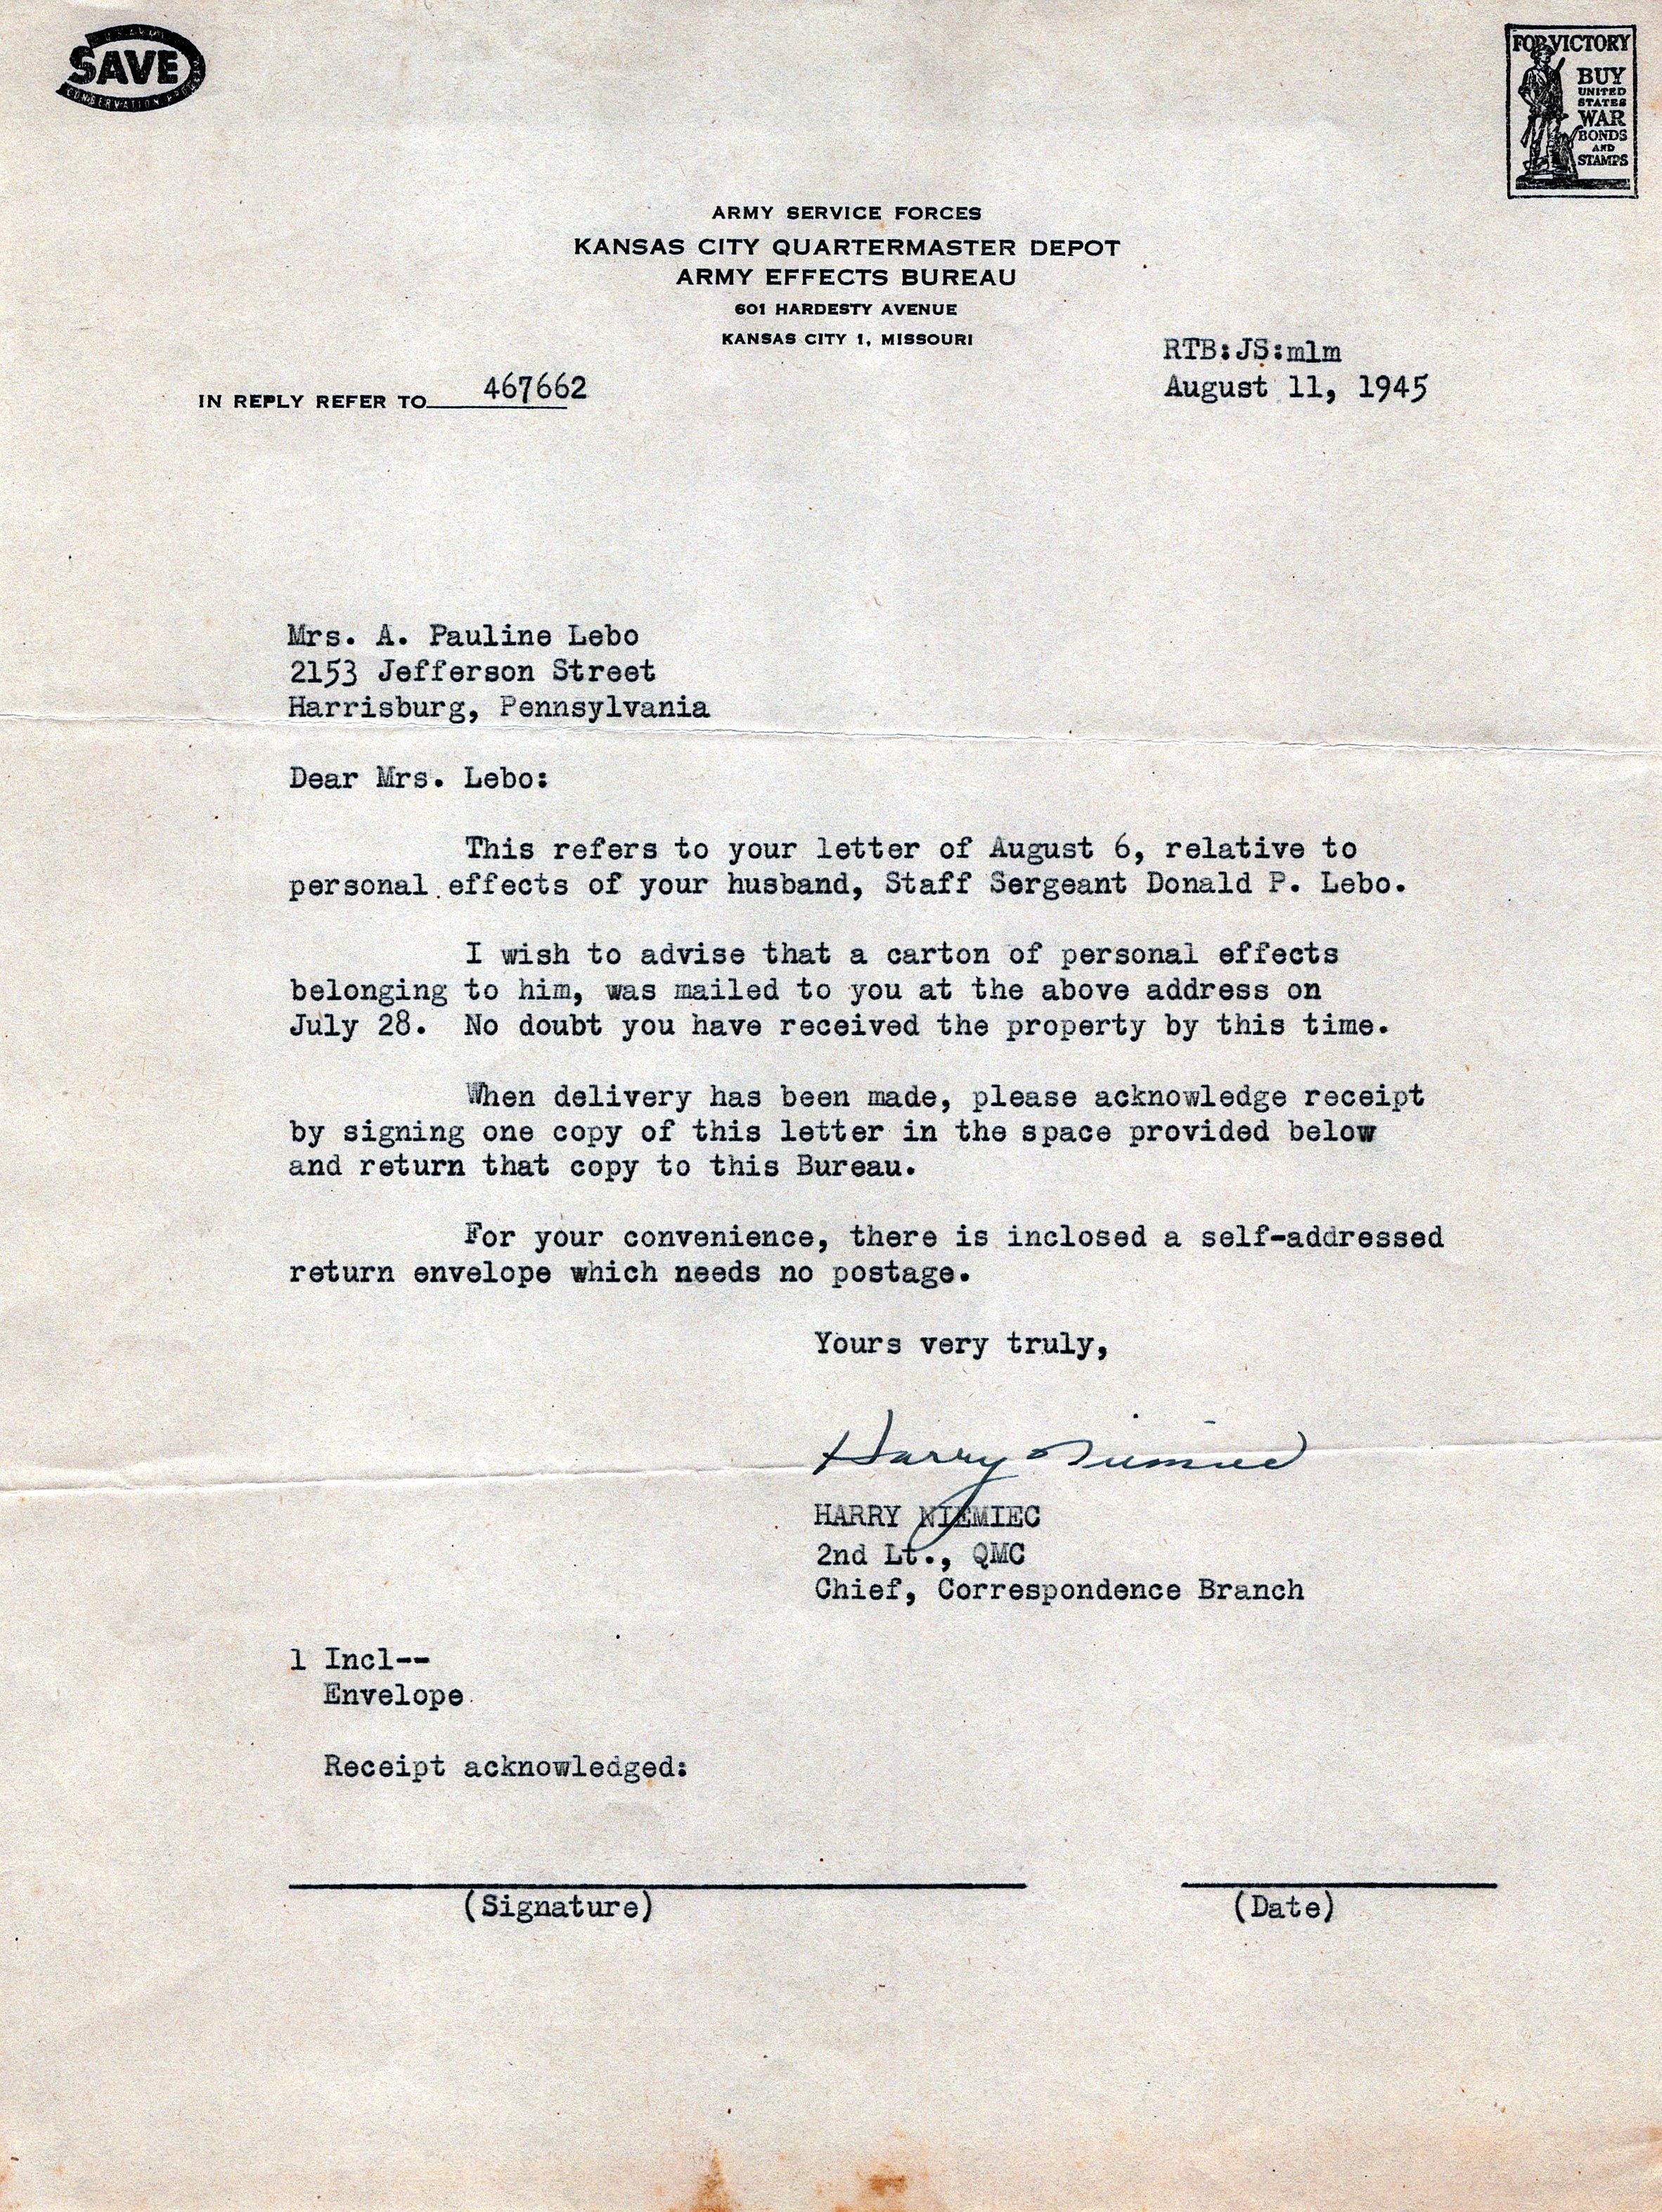 SAVE
CONSERVATION
FOR VICTORY
BUY
UNITED
STATES
WAR
BONDS
AND
STAMPS
ARMY SERVICE FORCES
KANSAS CITY QUARTERMASTER DEPOT
ARMY EFFECTS BUREAU
601 HARDESTY AVENUE
KANSAS CITY 1, MISSOURI
RTB:JS:mlm
August 11, 1945
IN REPLY REFER TO 467662
Mrs. A. Pauline Lebo
2153 Jefferson Street
Harrisburg, Pennsylvania
Dear Mrs. Lebo:
This refers to your letter of August 6, relative to
personal effects of your husband, Staff Sergeant Donald P. Lebo.
I wish to advise that a carton of personal effects
belonging to him, was mailed to you at the above address on
July 28. No doubt you have received the property by this time.
When delivery has been made, please acknowledge receipt
by signing one copy of this letter in the space provided below
and return that copy to this Bureau.
For your convenience, there is inclosed a self-addressed
return envelope which needs no postage.
Yours very truly,
Harry Niemiec
HARRY NIEMIEC
2nd Lt., QMC
Chief, Correspondence Branch
1 Incl--
Envelope
Receipt acknowledged:
(Signature) (Date)